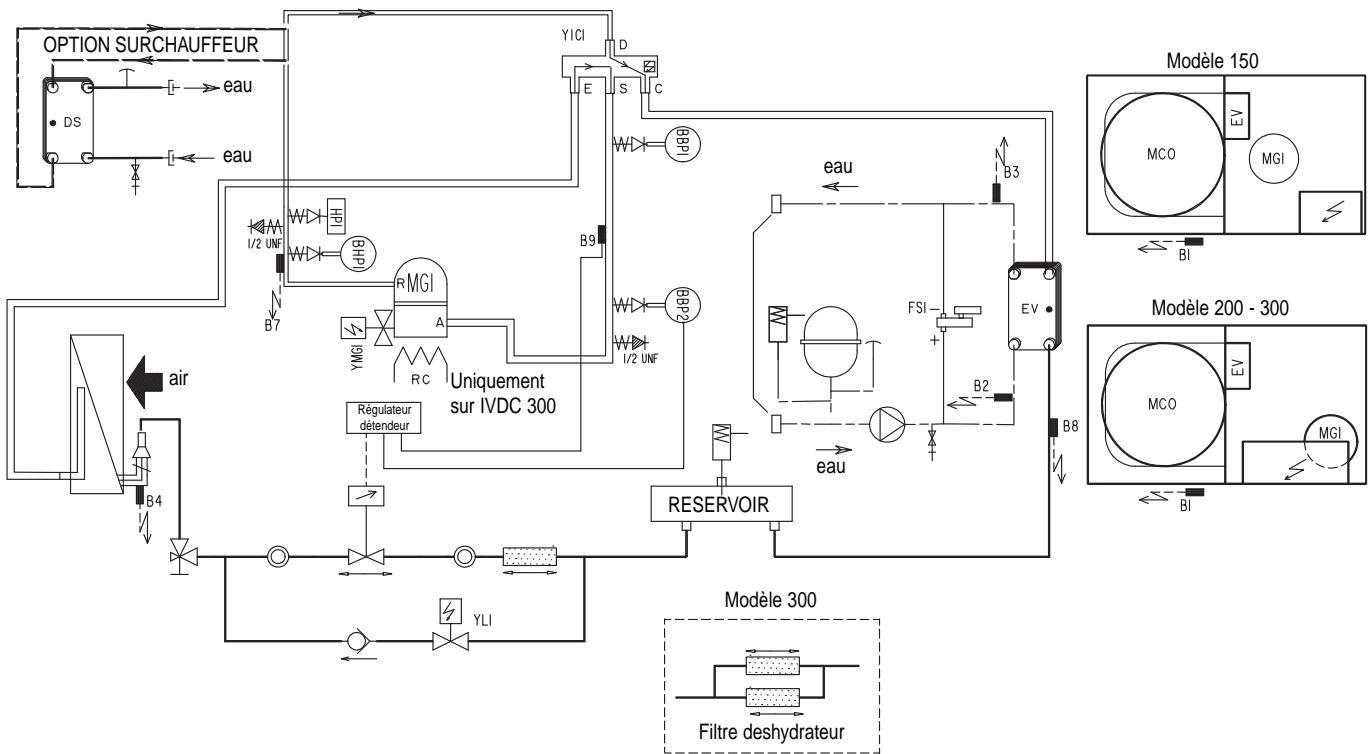 OPTION SURCHAUFFEUR
eau
DS
eau
YICI
D
E
S
C
BBPI
HPI
1/2 UNF
BHPI
B7
B9
R
MGI
A
YMGI
RC
BBP2
1/2 UNF
Uniquement
sur IVDC 300
Régulateur
détendeur
air
B4
eau
B3
FSI
-
+
EV
B2
eau
B8
RESERVOIR
YLI
Modèle 150
MCO
EV
MGI
BI
Modèle 200 - 300
MCO
EV
MGI
BI
Modèle 300
Filtre deshydrateur